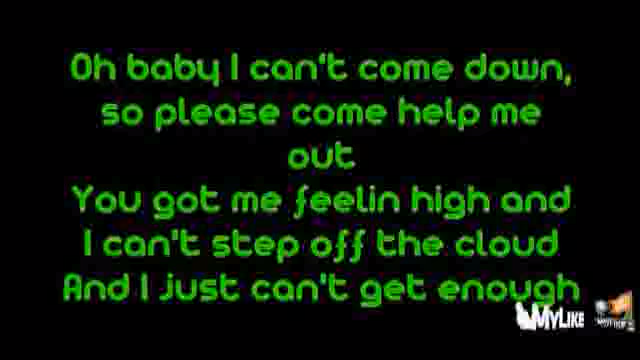 Oh baby I can't come down,
so please come help me
out
You got me feelin high and
I can't step off the cloud
And I just can't get enough
MYLIKE